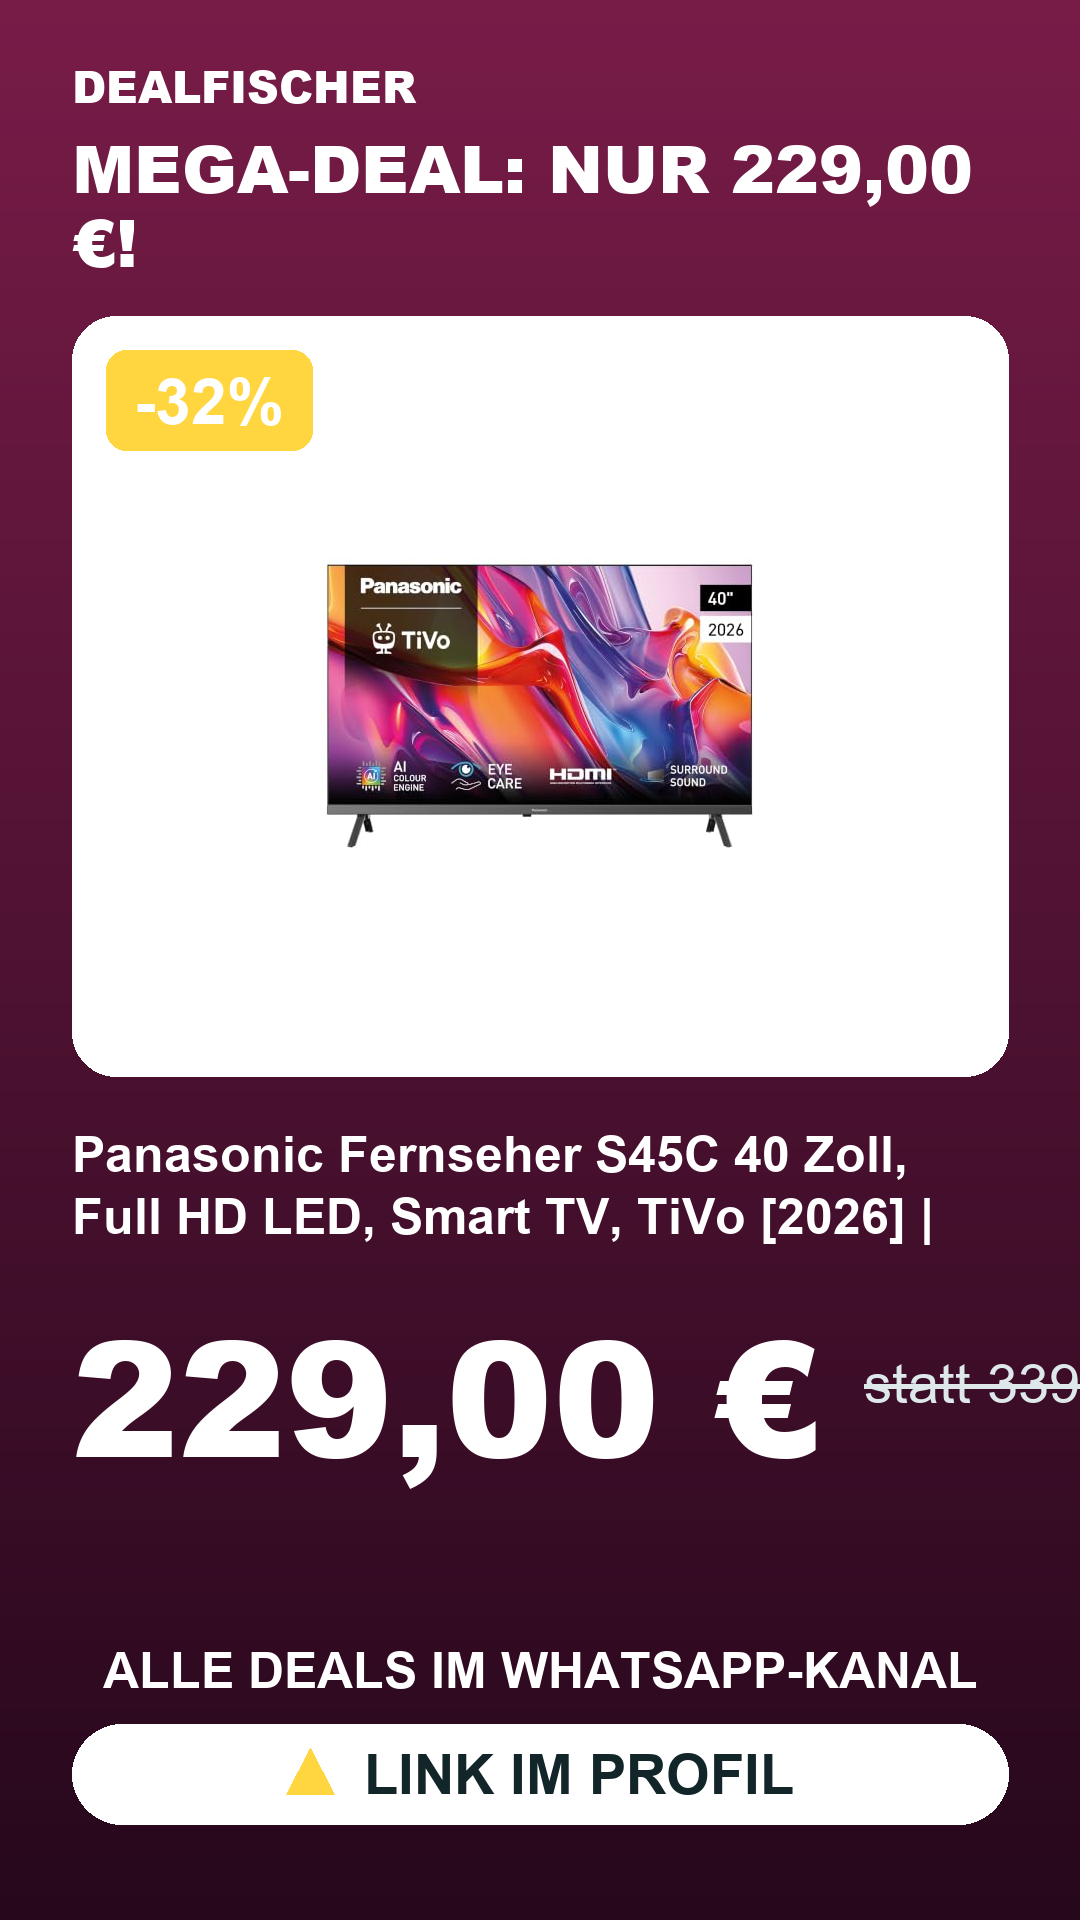 DEALFISCHER
MEGA-DEAL: NUR 229,00
€!
-32%
Panasonic
TiVo
40"
2026
AI
COLOUR
ENGINE
EYE
CARE
HDMI
SURROUND
SOUND
Panasonic Fernseher S45C 40 Zoll,
Full HD LED, Smart TV, TiVo [2026] |
229,00 €
statt 339
ALLE DEALS IM WHATSAPP-KANAL
LINK IM PROFIL